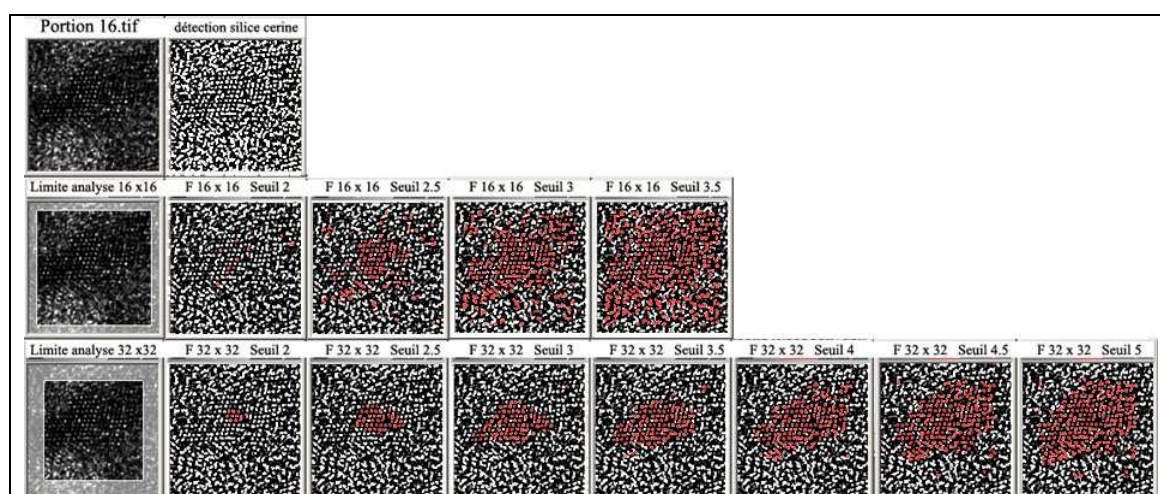 Portion 16.tif détection silice cerine
Limite analyse 16 x16 F 16 x 16 Seuil 2 F 16 x 16 Seuil 2.5 F 16 x 16 Seuil 3 F 16 x 16 Seuil 3.5
Limite analyse 32 x32 F 32 x 32 Seuil 2 F 32 x 32 Seuil 2.5 F 32 x 32 Seuil 3 F 32 x 32 Seuil 3.5 F 32 x 32 Seuil 4 F 32 x 32 Seuil 4.5 F 32 x 32 Seuil 5